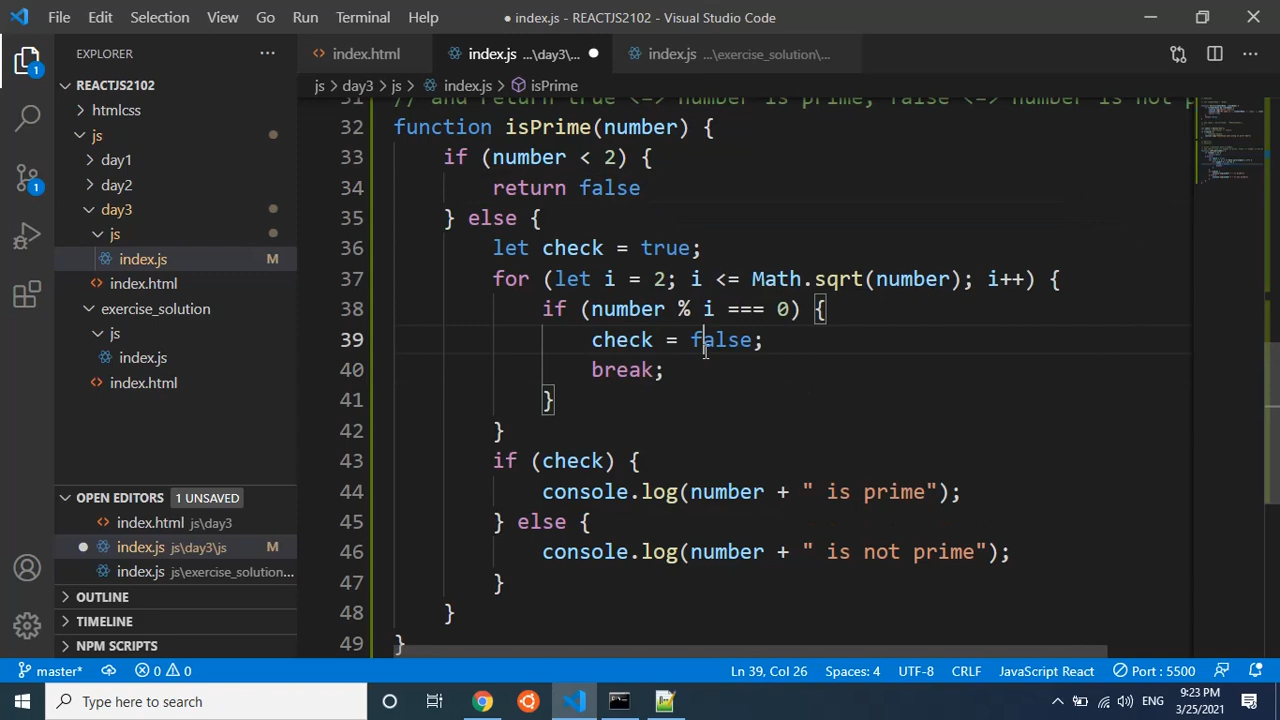 File Edit Selection View Go Run Terminal Help
● index.js - REACTJS2102 - Visual Studio Code
EXPLORER
index.html
index.js ...\day3\...
index.js ...\exercise_solution\...
js > day3 > js > index.js > isPrime
REACTJS2102
htmlcss
js
day1
day2
day3
js
index.js M
index.html
exercise_solution
js
index.js
index.html
OPEN EDITORS 1 UNSAVED
index.html js\day3
index.js js\day3\js M
index.js js\exercise_solution...
OUTLINE
TIMELINE
NPM SCRIPTS
1
1
31 // and return true <=> number is prime, false <=> number is not p
32 function isPrime(number) {
33 if (number < 2) {
34 return false
35 } else {
36 let check = true;
37 for (let i = 2; i <= Math.sqrt(number); i++) {
38 if (number % i === 0) {
39 check = false;
40 break;
41 }
42 }
43 if (check) {
44 console.log(number + " is prime");
45 } else {
46 console.log(number + " is not prime");
47 }
48 }
49 }
master* 0 0 Ln 39, Col 26 Spaces: 4 UTF-8 CRLF JavaScript React Port : 5500
Type here to search
ENG
9:23 PM
3/25/2021